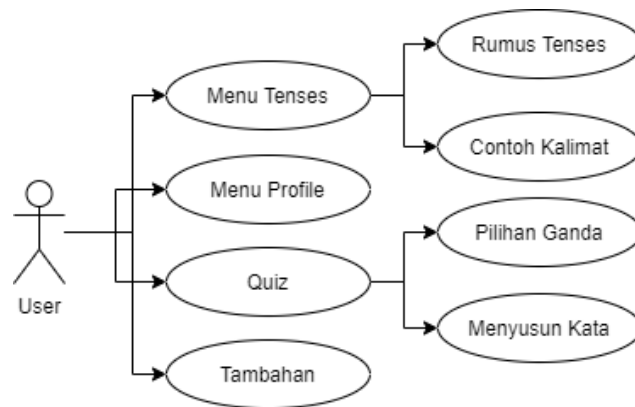 Rumus Tenses
Menu Tenses
Contoh Kalimat
Menu Profile
Pilihan Ganda
Quiz
User
Menyusun Kata
Tambahan